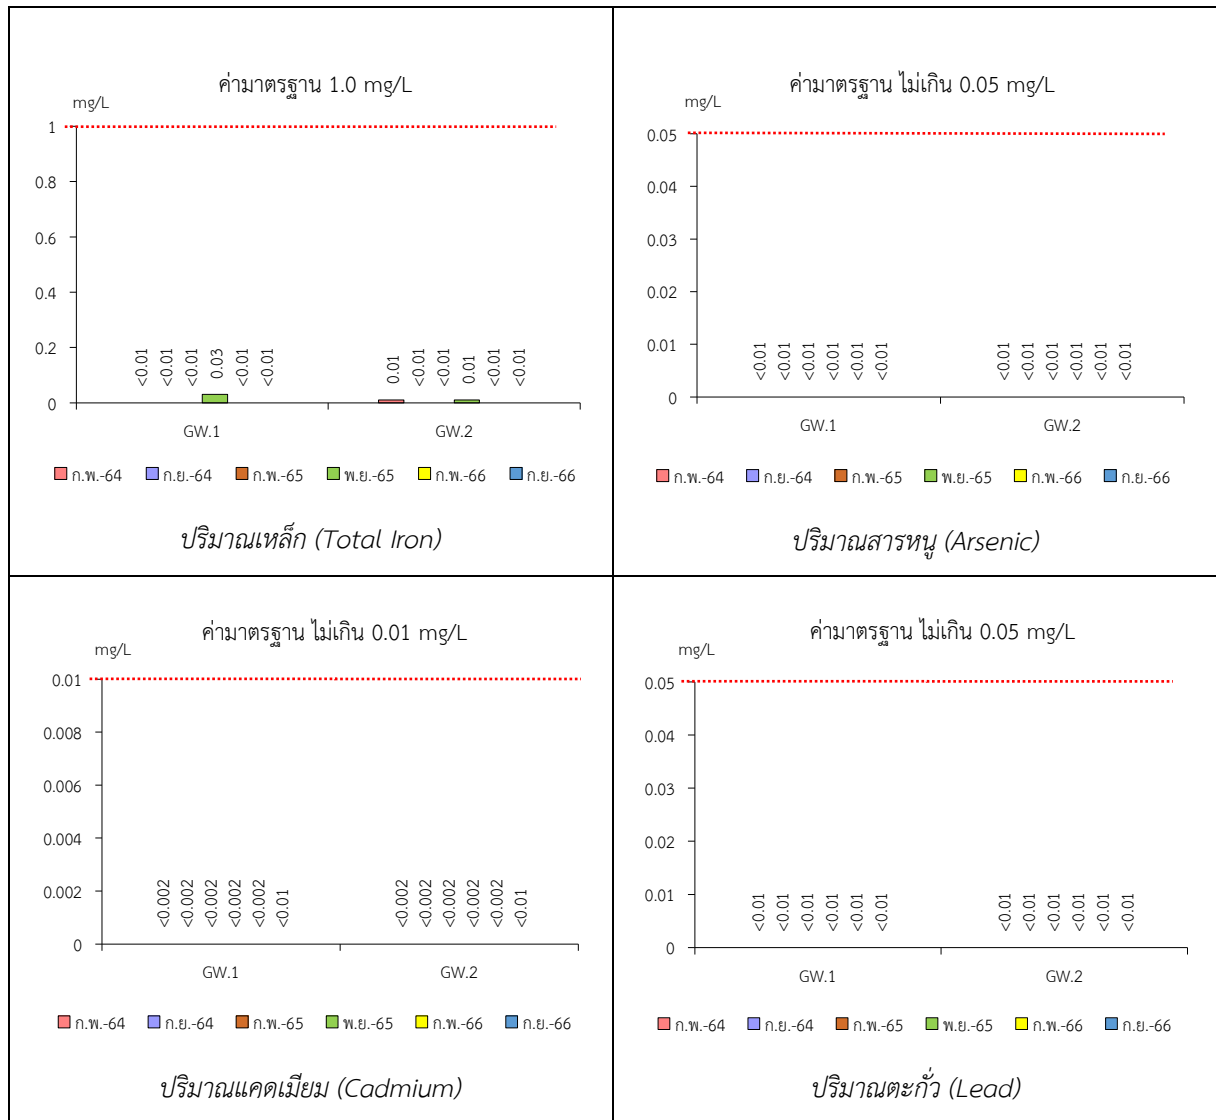 ค่ามาตรฐาน 1.0 mg/L
mg/L
1
0.8
0.6
0.4
0.2
0
<0.01 <0.01 <0.01 0.03 <0.01 <0.01
0.01 <0.01 <0.01 0.01 <0.01 <0.01
GW.1 GW.2
ก.พ.-64 ก.ย.-64 ก.พ.-65 พ.ย.-65 ก.พ.-66 ก.ย.-66
ปริมาณเหล็ก (Total Iron)
ค่ามาตรฐาน ไม่เกิน 0.05 mg/L
mg/L
0.05
0.04
0.03
0.02
0.01
0
<0.01 <0.01 <0.01 <0.01 <0.01 <0.01
<0.01 <0.01 <0.01 <0.01 <0.01 <0.01
GW.1 GW.2
ก.พ.-64 ก.ย.-64 ก.พ.-65 พ.ย.-65 ก.พ.-66 ก.ย.-66
ปริมาณสารหนู (Arsenic)
ค่ามาตรฐาน ไม่เกิน 0.01 mg/L
mg/L
0.01
0.008
0.006
0.004
0.002
0
<0.002 <0.002 <0.002 <0.002 <0.002 <0.01
<0.002 <0.002 <0.002 <0.002 <0.002 <0.01
GW.1 GW.2
ก.พ.-64 ก.ย.-64 ก.พ.-65 พ.ย.-65 ก.พ.-66 ก.ย.-66
ปริมาณแคดเมียม (Cadmium)
ค่ามาตรฐาน ไม่เกิน 0.05 mg/L
mg/L
0.05
0.04
0.03
0.02
0.01
0
<0.01 <0.01 <0.01 <0.01 <0.01 <0.01
<0.01 <0.01 <0.01 <0.01 <0.01 <0.01
GW.1 GW.2
ก.พ.-64 ก.ย.-64 ก.พ.-65 พ.ย.-65 ก.พ.-66 ก.ย.-66
ปริมาณตะกั่ว (Lead)